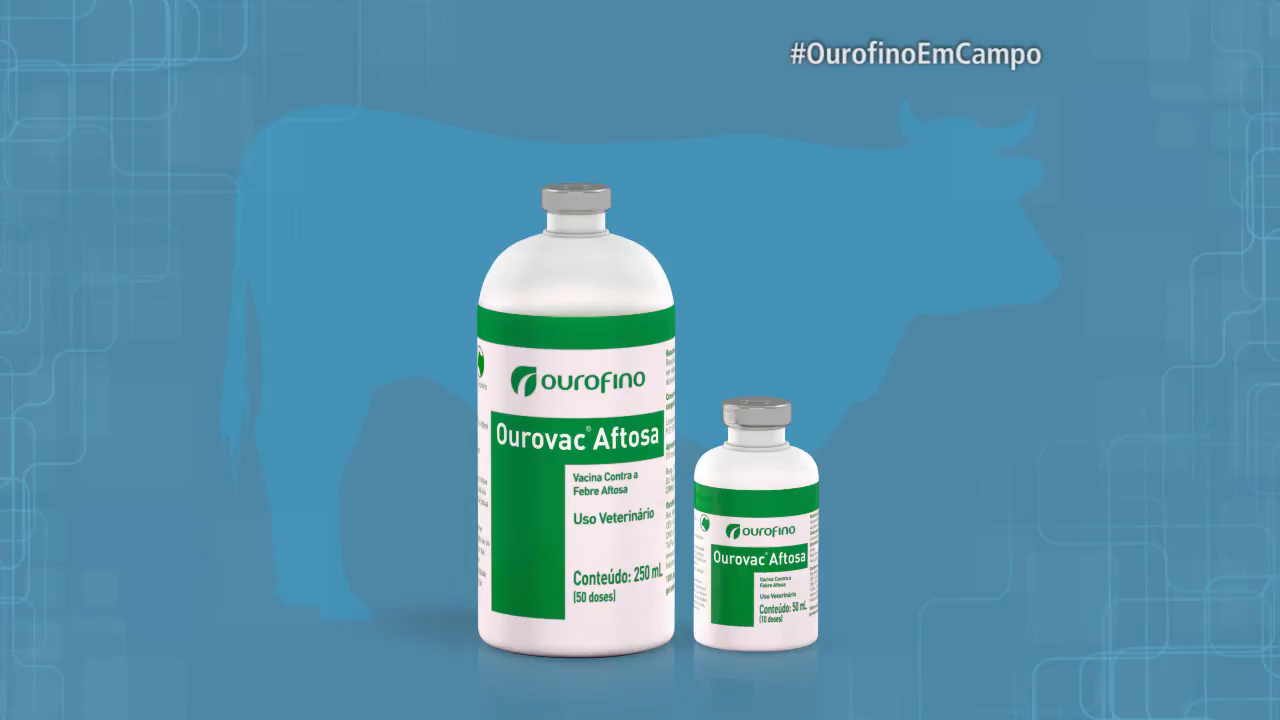 #OurofinoEmCampo
ourofino
Ourovac® Aftosa
Vacina Contra a
Febre Aftosa
Uso Veterinário
Conteúdo: 250 mL
(50 doses)
ourofino
Ourovac® Aftosa
Vacina Contra a
Febre Aftosa
Uso Veterinário
Conteúdo: 50 mL
(10 doses)